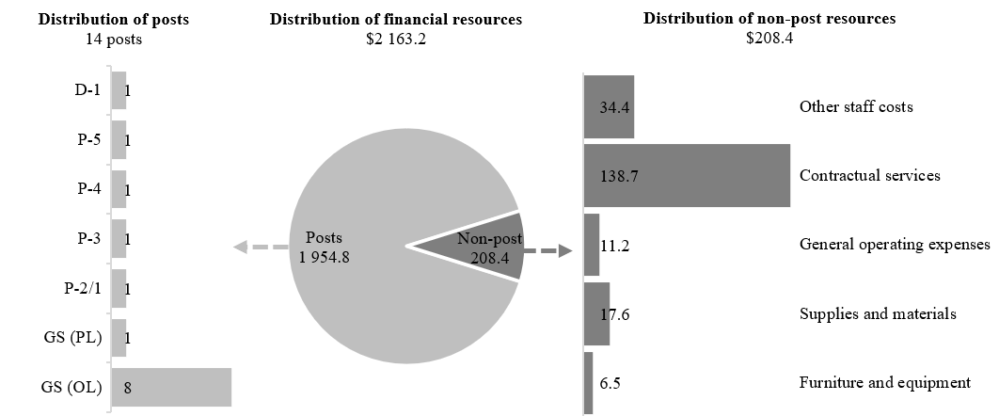 Distribution of posts
14 posts
D-1 1
P-5 1
P-4 1
P-3 1
P-2/1 1
GS (PL) 1
GS (OL) 8
Distribution of financial resources
$2 163.2
Posts
1 954.8
Non-post
208.4
Distribution of non-post resources
$208.4
34.4 Other staff costs
138.7 Contractual services
11.2 General operating expenses
17.6 Supplies and materials
6.5 Furniture and equipment